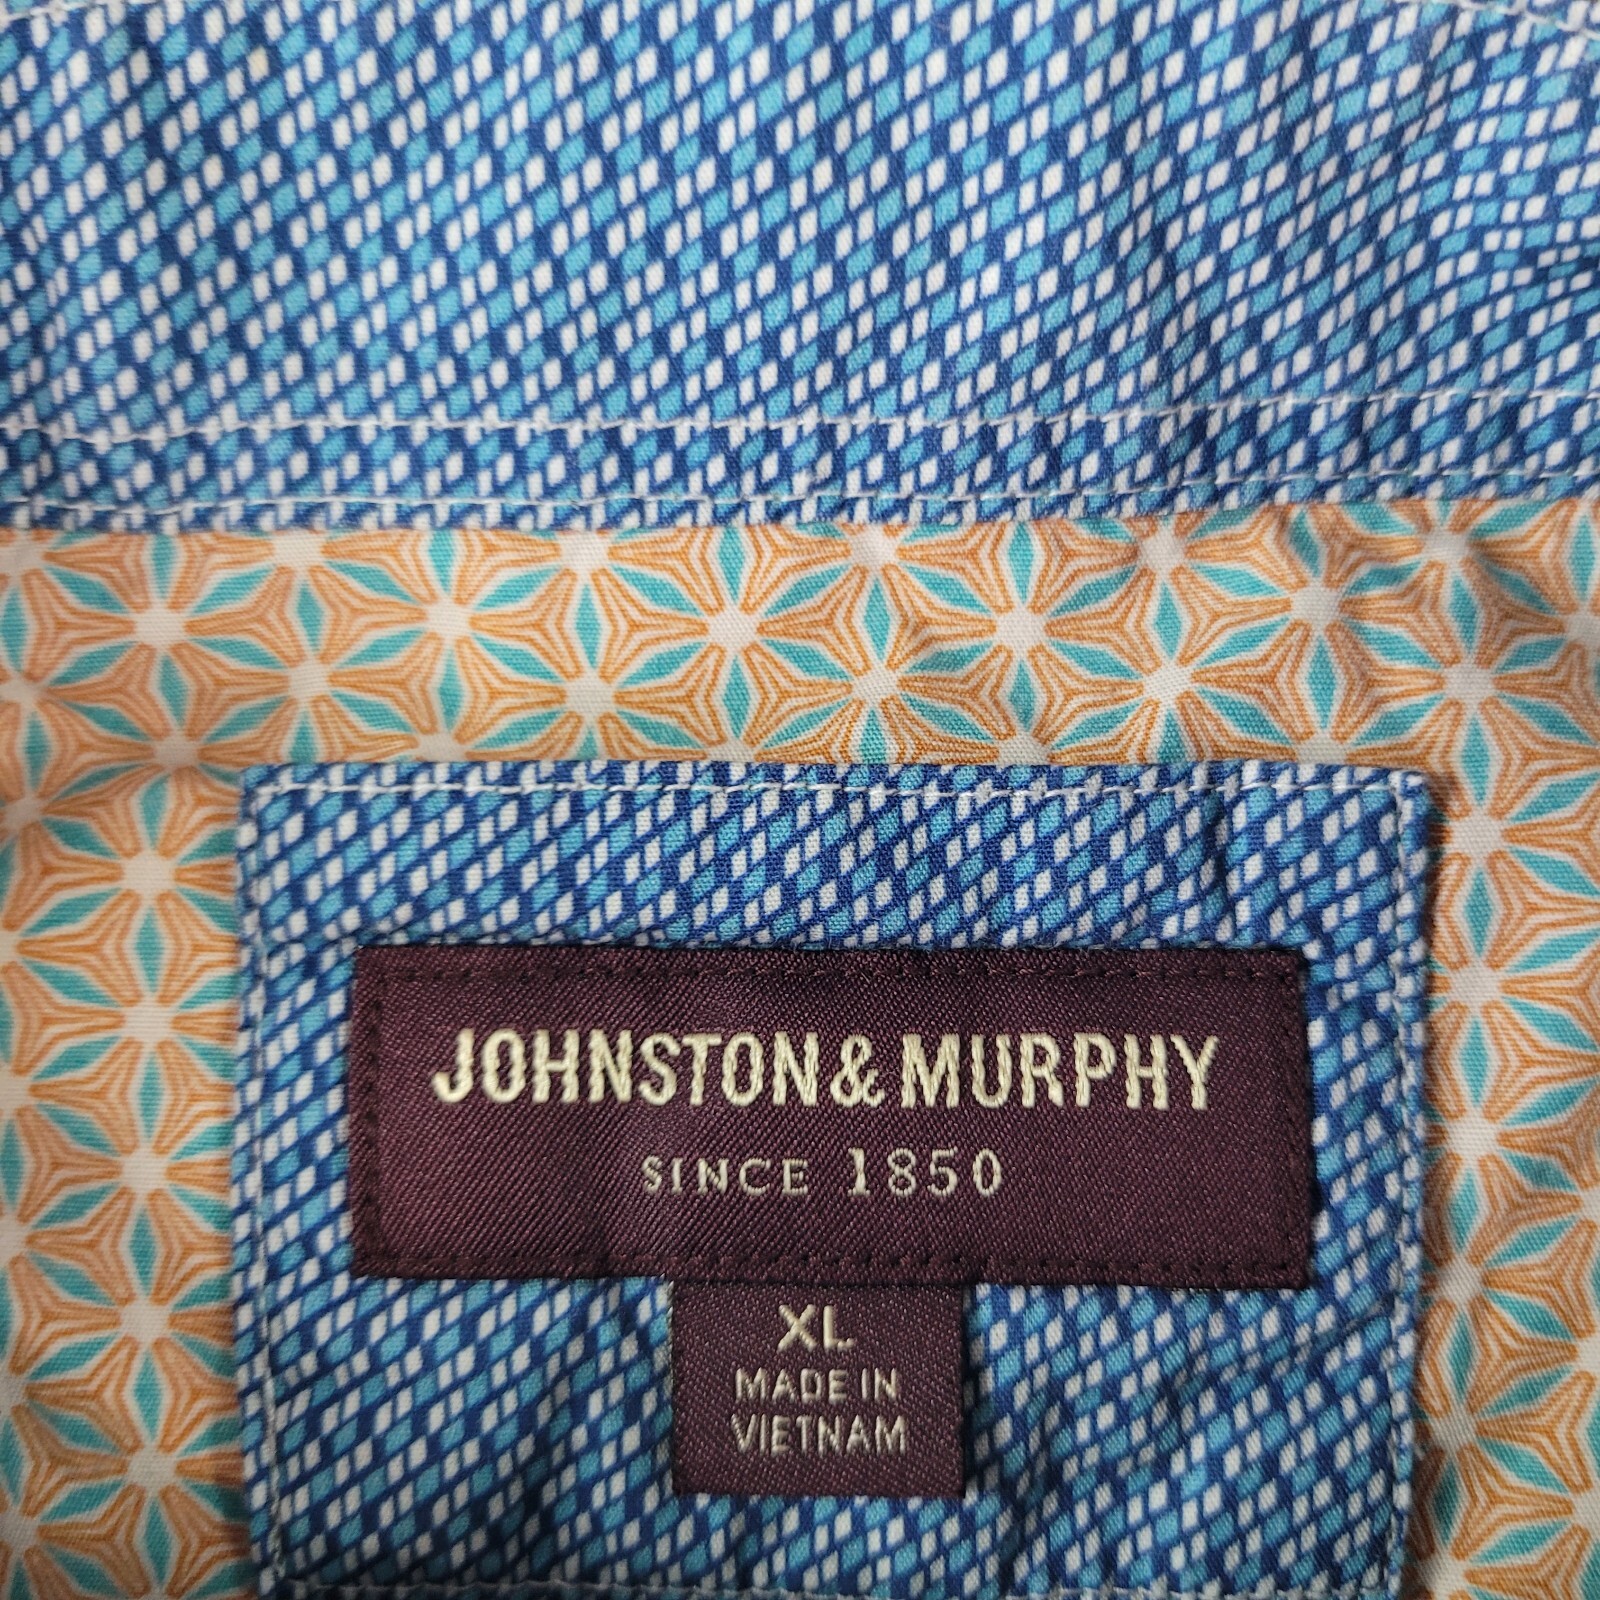 JOHNSTON & MURPHY
SINCE 1850
XL
MADE IN
VIETNAM